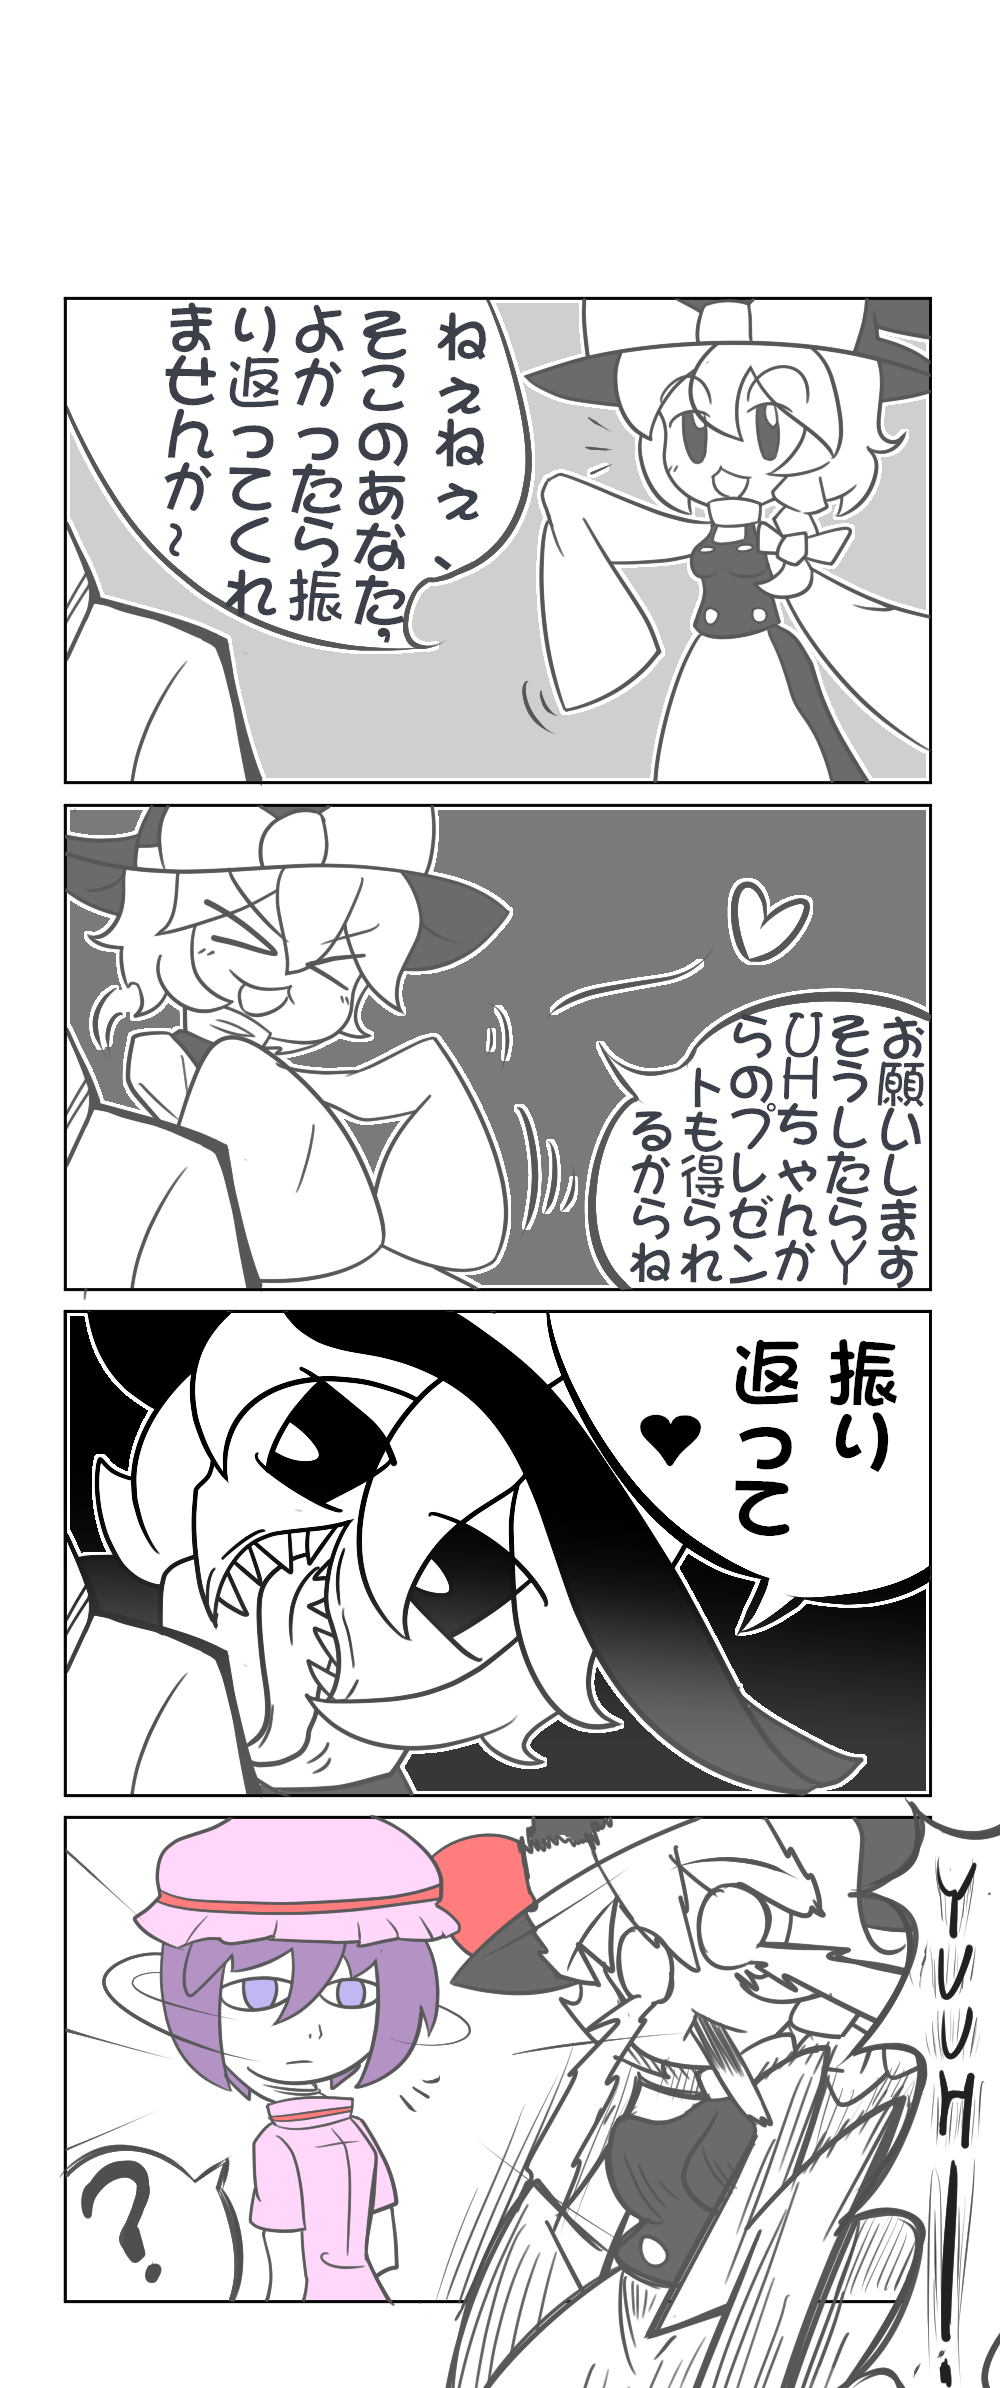 ねぇねぇ、
そこのあなた,
よかったら振
り返ってくれ
ませんか~
お願いします
そうしたらY
UHちゃんか
らのプレゼン
トも得られ
るからね
振り
返って
♥
YUUH|·
?